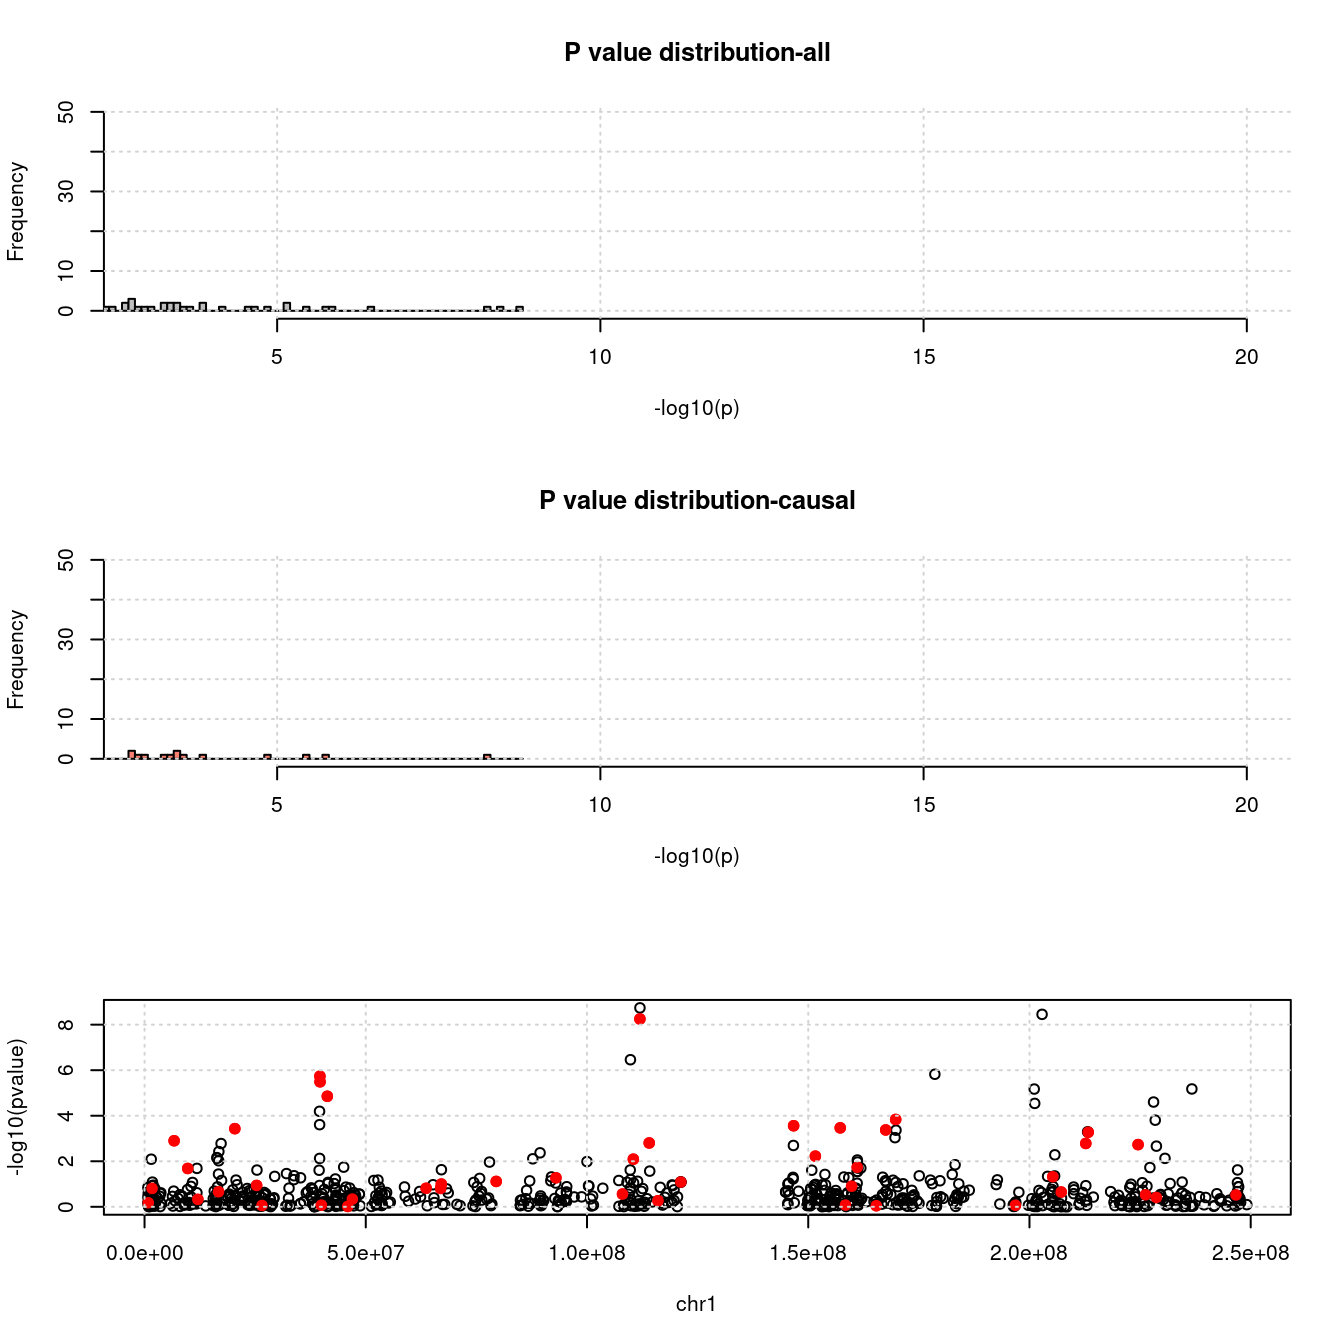 P value distribution-all
Frequency
50
30
10
0
5 10 15 20
-log10(p)
P value distribution-causal
Frequency
50
30
10
0
5 10 15 20
-log10(p)
-log10(pvalue)
8
6
4
2
0
0.0e+00 5.0e+07 1.0e+08 1.5e+08 2.0e+08 2.5e+08
chr1